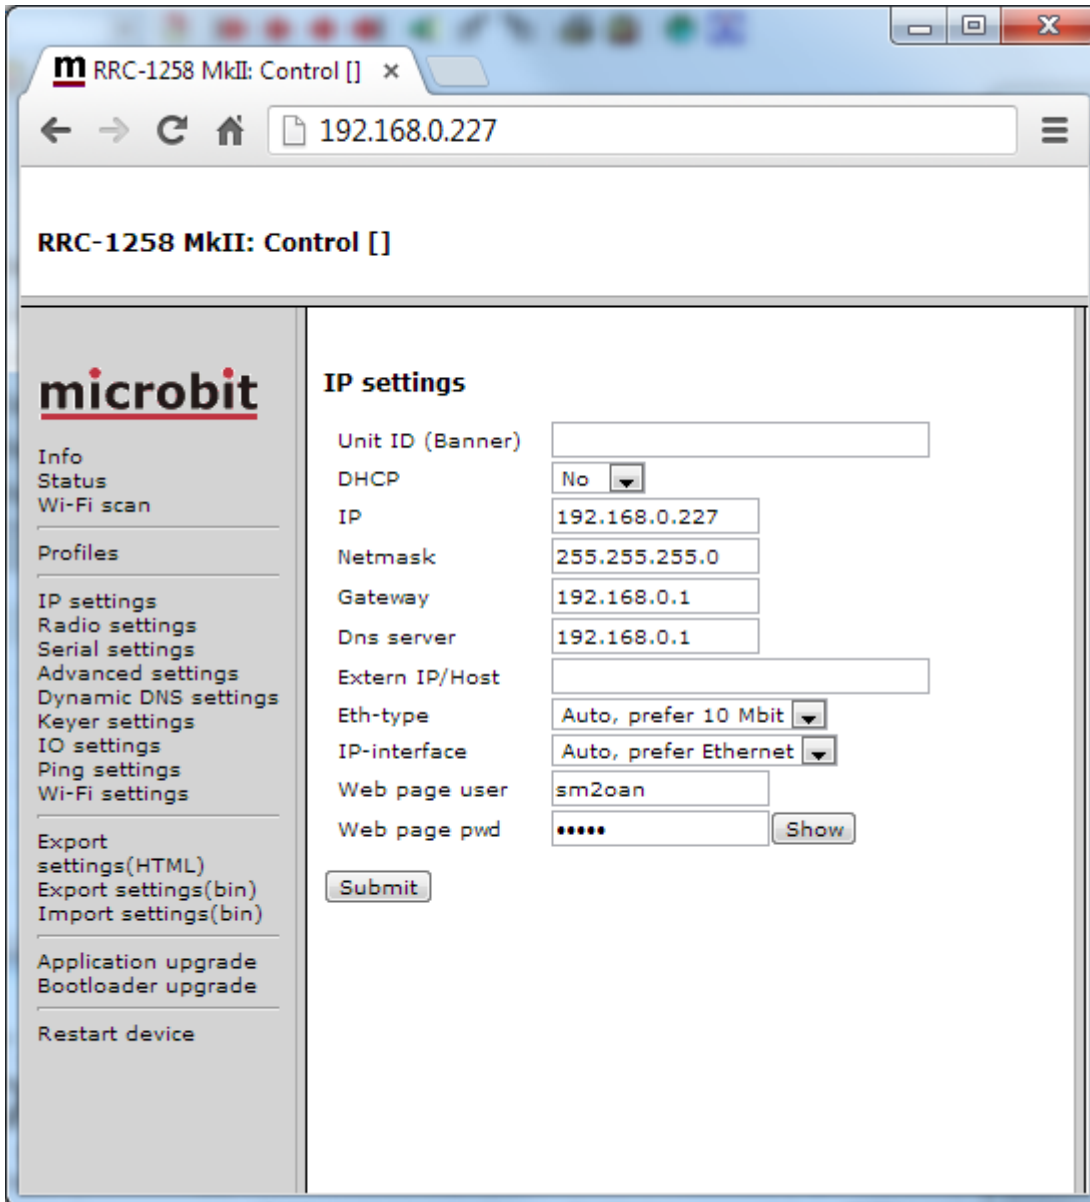 RRC-1258 MkII: Control []
192.168.0.227
RRC-1258 MkII: Control []
microbit
Info
Status
Wi-Fi scan
Profiles
IP settings
Radio settings
Serial settings
Advanced settings
Dynamic DNS settings
Keyer settings
IO settings
Ping settings
Wi-Fi settings
Export
settings(HTML)
Export settings(bin)
Import settings(bin)
Application upgrade
Bootloader upgrade
Restart device
IP settings
Unit ID (Banner)
DHCP No
IP 192.168.0.227
Netmask 255.255.255.0
Gateway 192.168.0.1
Dns server 192.168.0.1
Extern IP/Host
Eth-type Auto, prefer 10 Mbit
IP-interface Auto, prefer Ethernet
Web page user sm2oan
Web page pwd ••••• Show
Submit